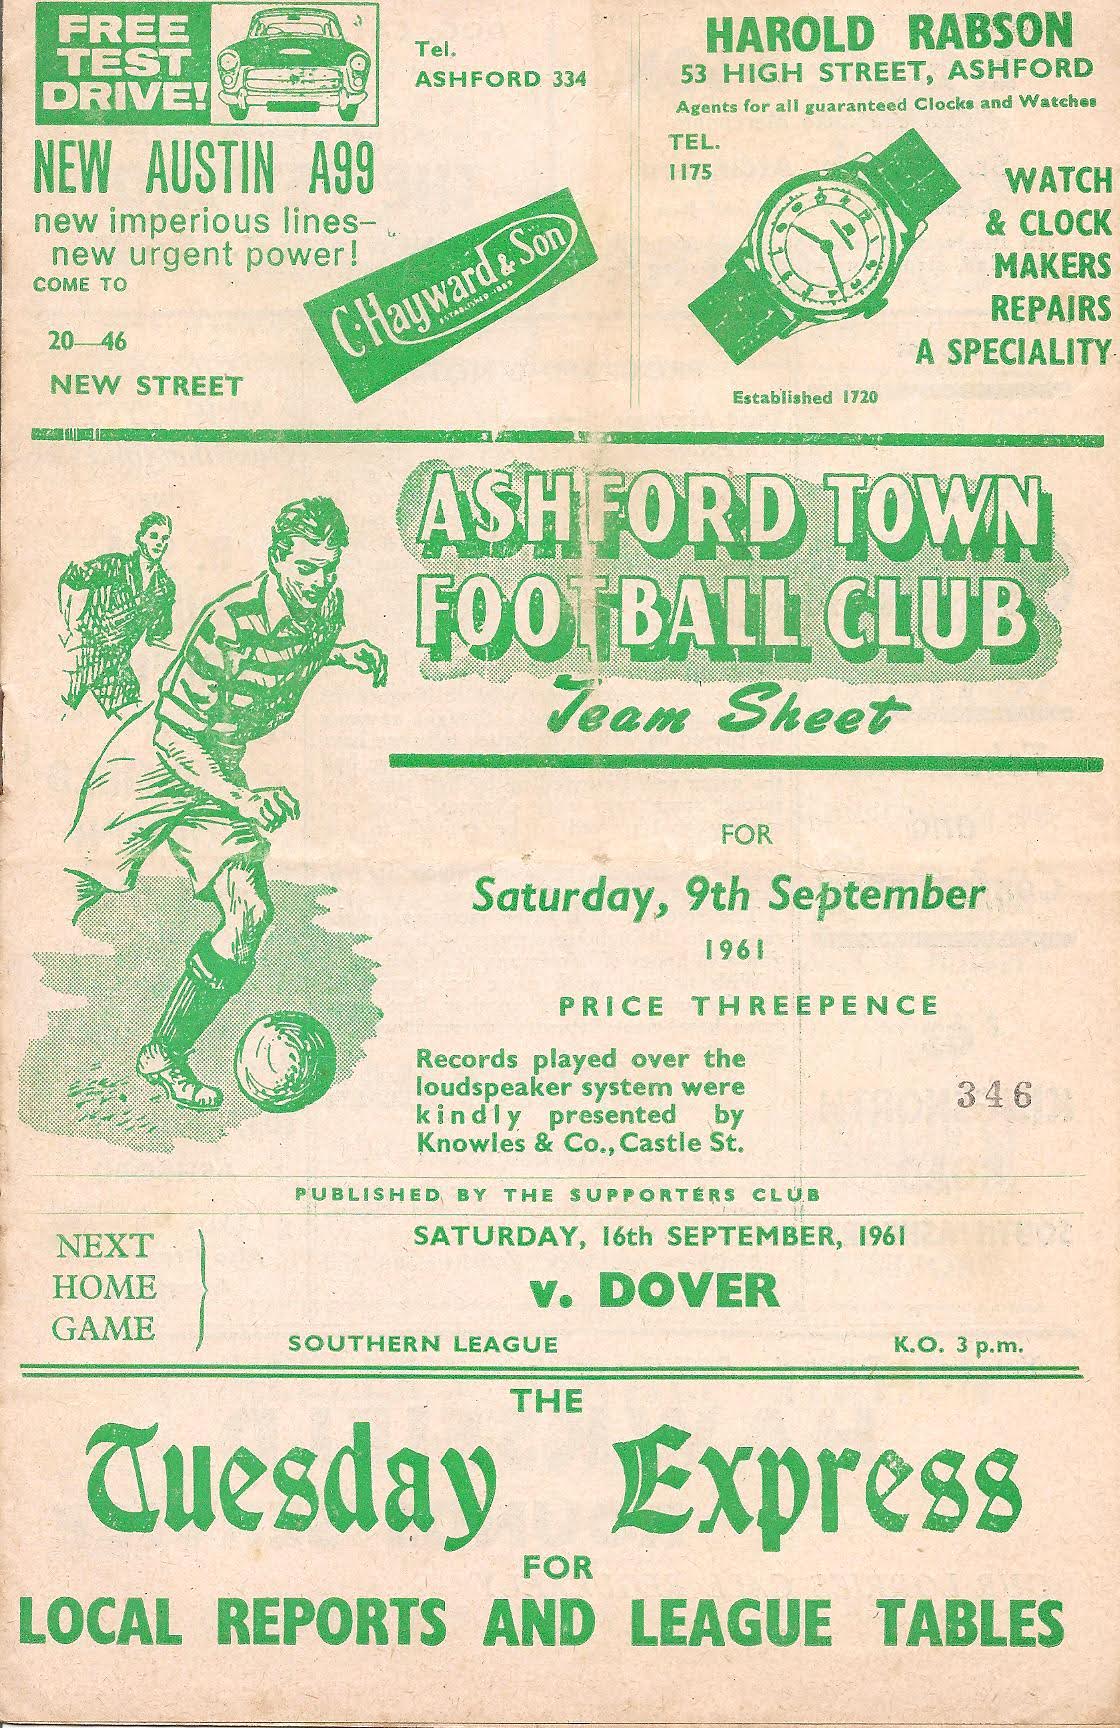 FREE
TEST
DRIVE!
Tel.
ASHFORD 334
NEW AUSTIN A99
new imperious lines—
new urgent power!
COME TO
20—46
NEW STREET
C. Hayward & Son
ESTABLISHED
HAROLD RABSON
53 HIGH STREET, ASHFORD
Agents for all guaranteed Clocks and Watches
TEL.
1175
WATCH
& CLOCK
MAKERS
REPAIRS
A SPECIALITY
Established 1720
ASHFORD TOWN
FOOTBALL CLUB
Team Sheet
FOR
Saturday, 9th September
1961
PRICE THREEPENCE
Records played over the
loudspeaker system were
kindly presented by
Knowles & Co., Castle St.
346
PUBLISHED BY THE SUPPORTERS CLUB
NEXT
HOME
GAME
SATURDAY, 16th SEPTEMBER, 1961
v. DOVER
SOUTHERN LEAGUE
K.O. 3 p.m.
THE
Tuesday Express
FOR
LOCAL REPORTS AND LEAGUE TABLES